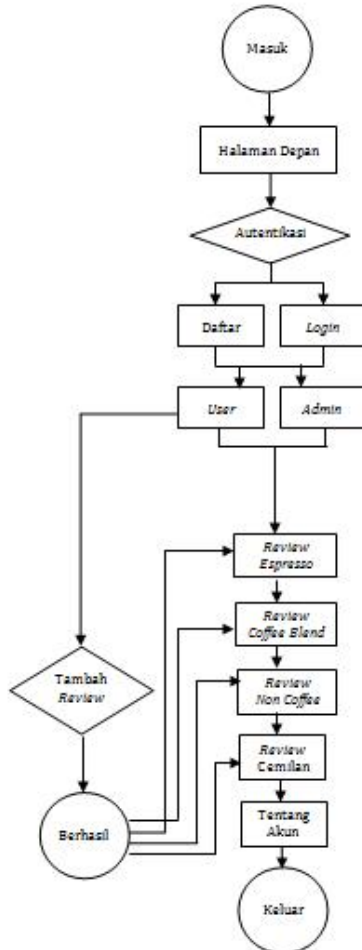 Masuk
Halaman Depan
Autentikasi
Daftar
Login
User
Admin
Review
Espresso
Review
Coffee Blend
Tambah
Review
Review
Non Coffee
Review
Cemilan
Berhasil
Tentang
Akun
Keluar